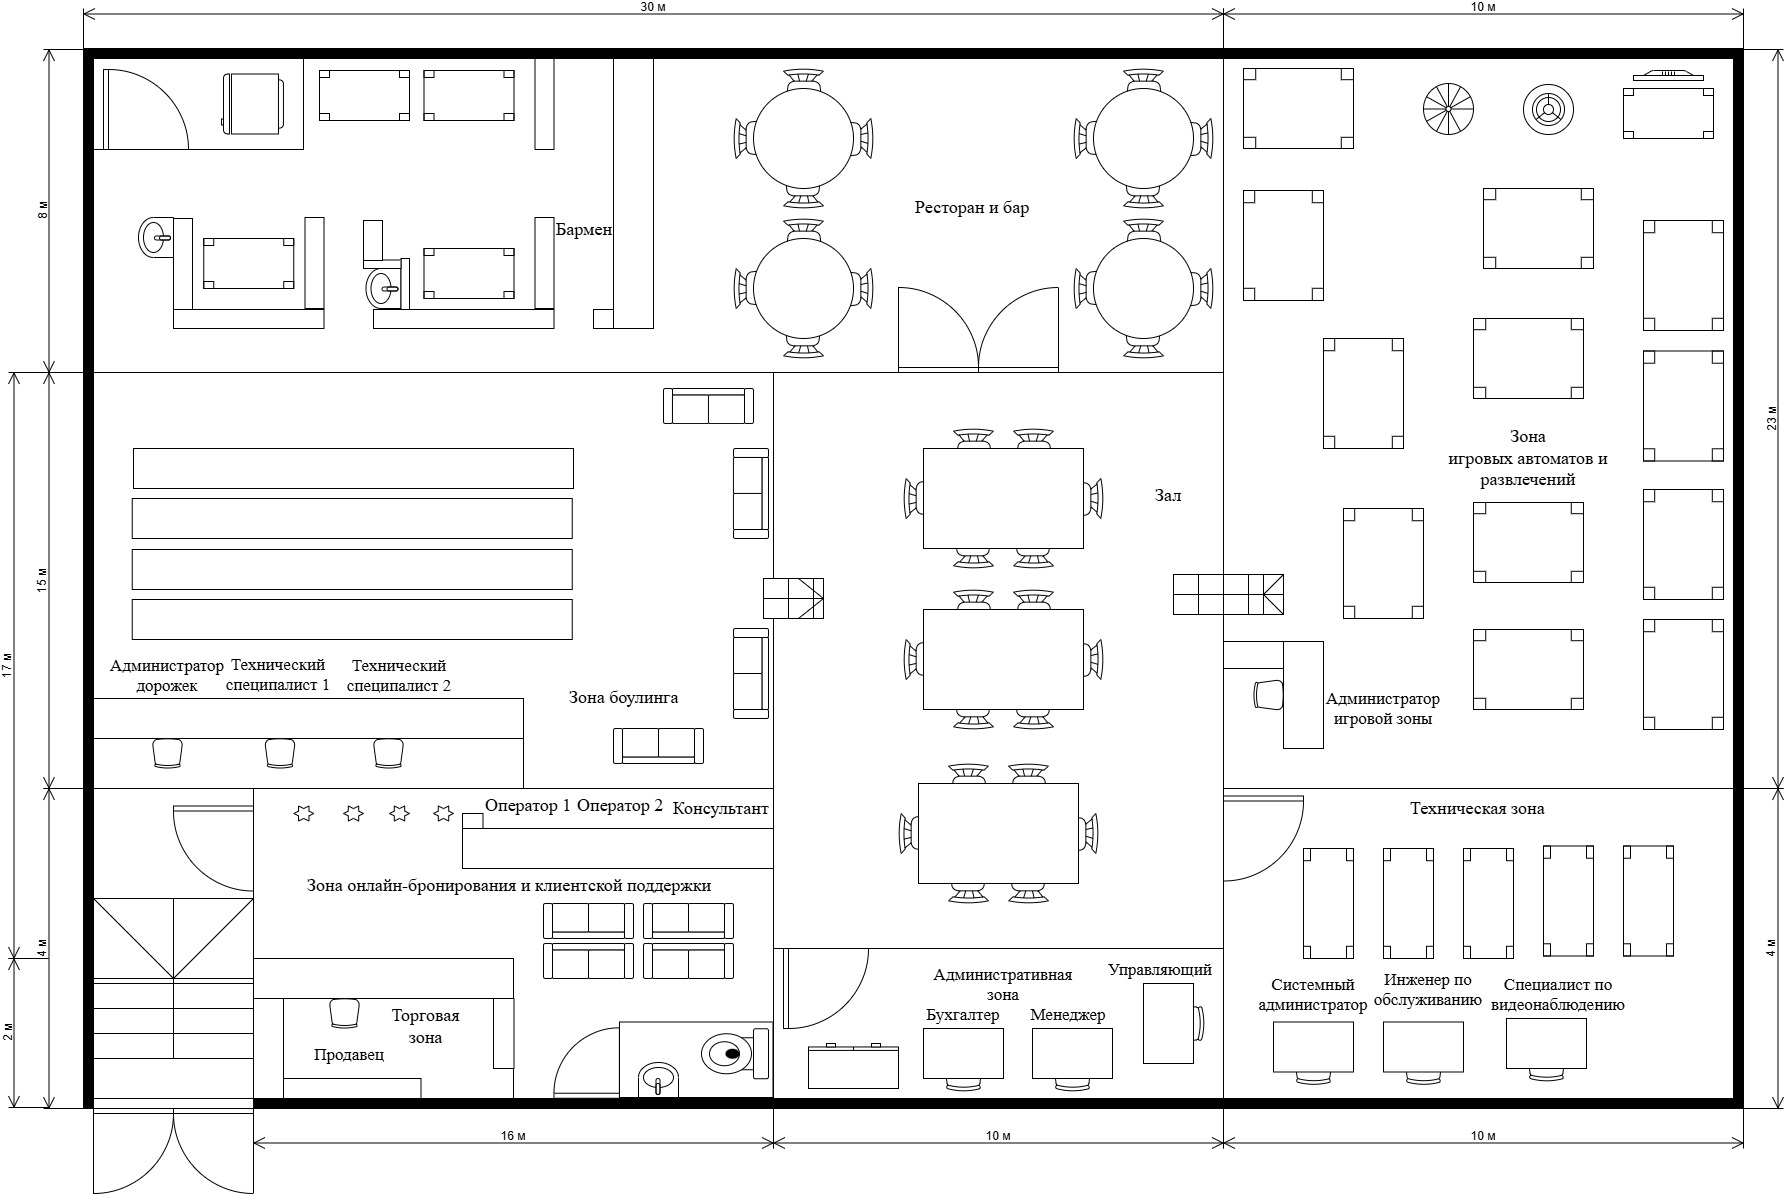 30 м
10 м
8 м
Бармен
Ресторан и бар
23 м
17 м
15 м
Зона
игровых автоматов и
развлечений
Зал
Администратор
дорожек
Технический
специпалист 1
Технический
специпалист 2
Зона боулинга
Администратор
игровой зоны
Оператор 1
Оператор 2
Консультант
Техническая зона
Зона онлайн-бронирования и клиентской поддержки
4 м
4 м
2 м
Торговая
зона
Продавец
Административная
зона
Управляющий
Бухгалтер
Менеджер
Системный
администратор
Инженер по
обслуживанию
Специалист по
видеонаблюдению
16 м
10 м
10 м